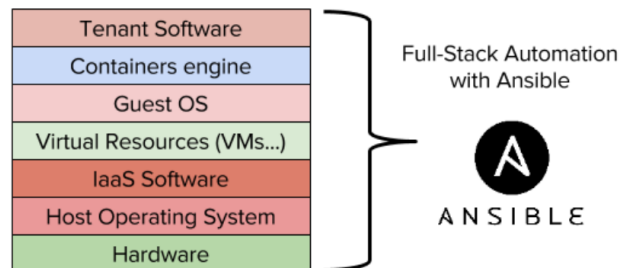 Tenant Software
Containers engine
Guest OS
Virtual Resources (VMs...)
IaaS Software
Host Operating System
Hardware
Full-Stack Automation
with Ansible
A
ANSIBLE